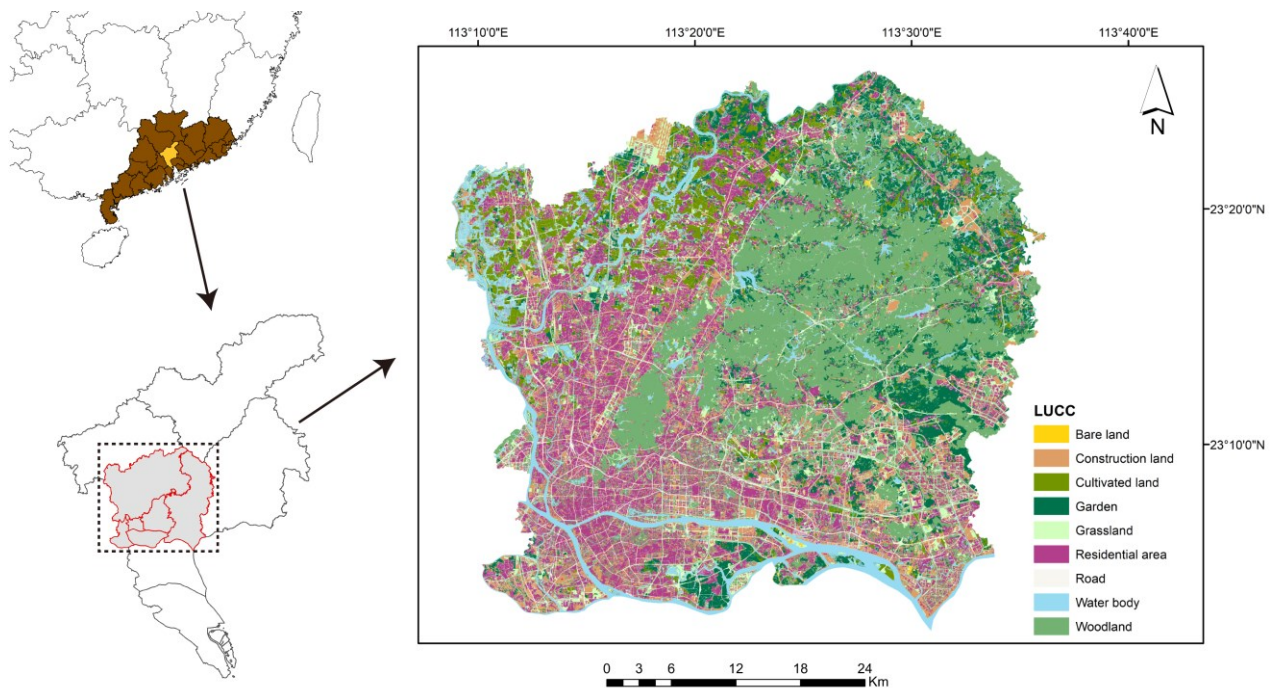 113°10'0"E 113°20'0"E 113°30'0"E 113°40'0"E
N
23°20'0"N
23°10'0"N
LUCC
Bare land
Construction land
Cultivated land
Garden
Grassland
Residential area
Road
Water body
Woodland
0 3 6 12 18 24
Km